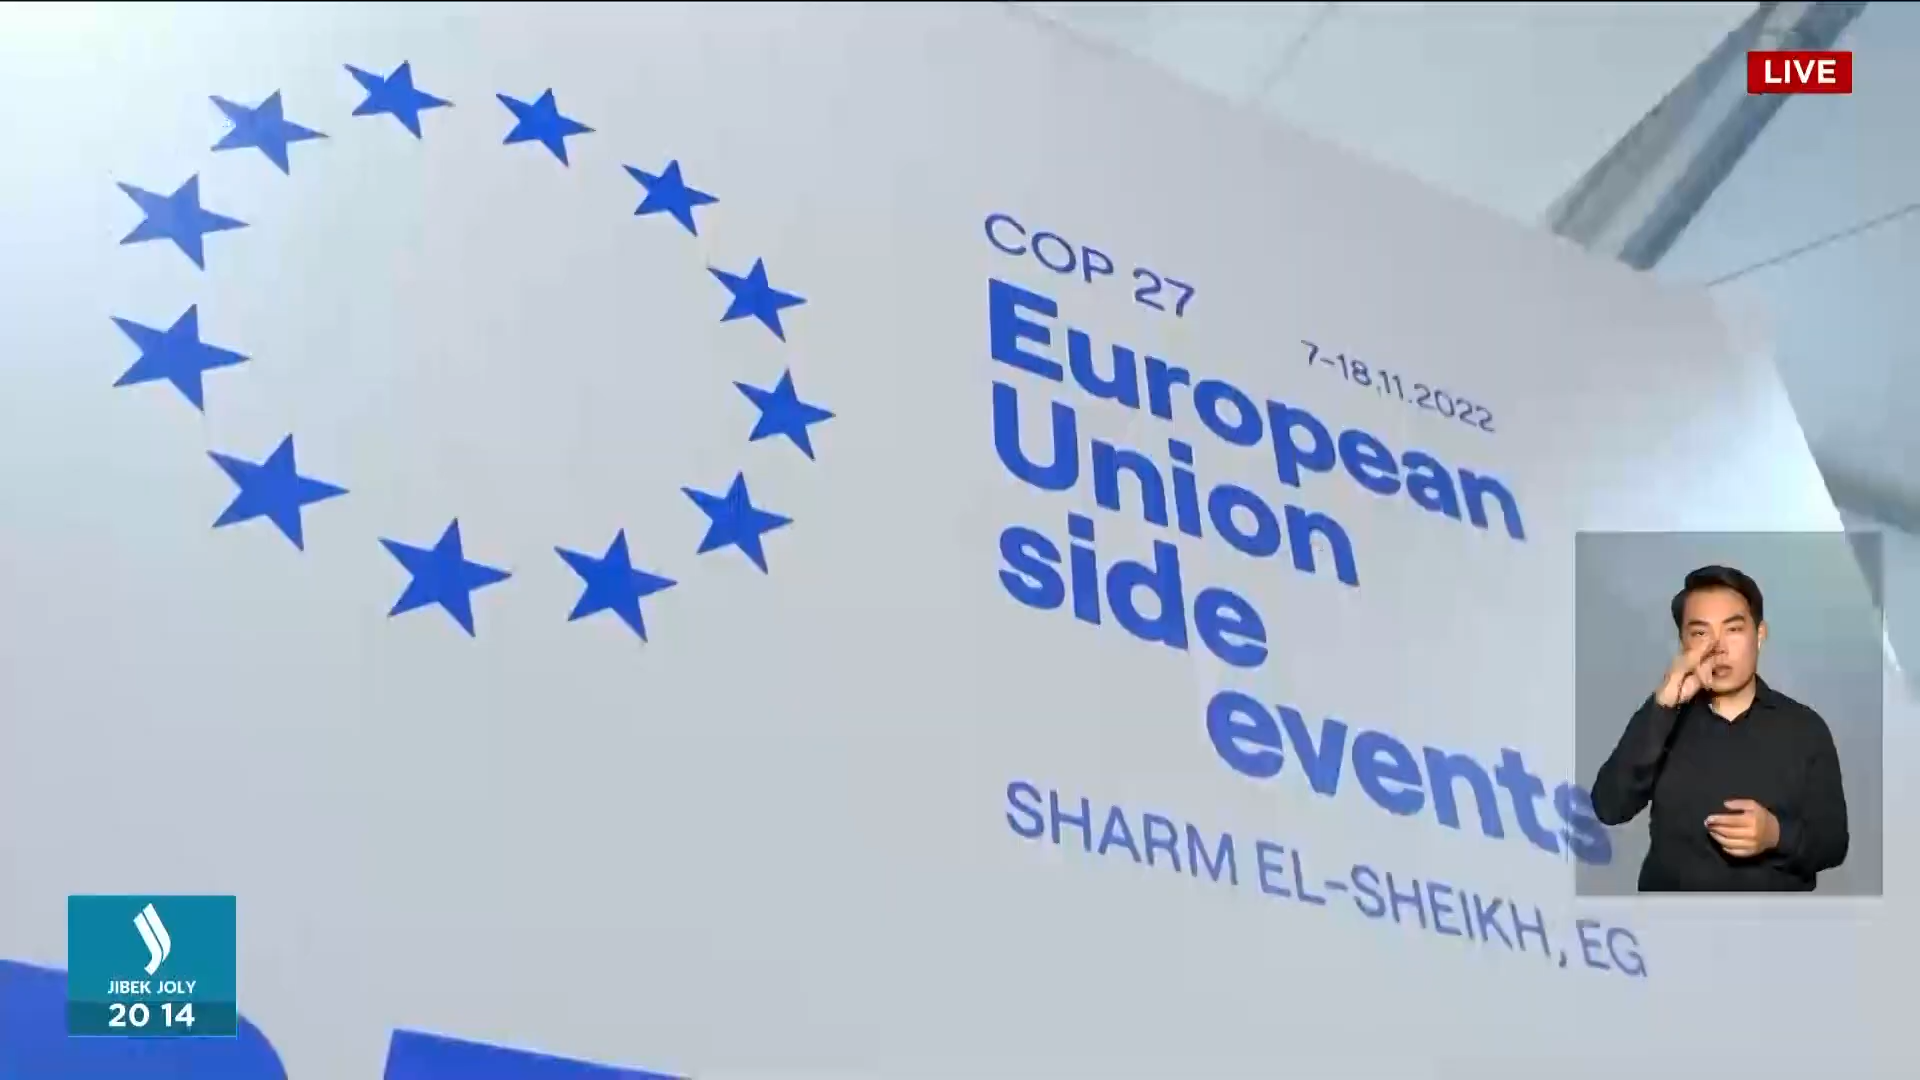 LIVE
COP 27
7-18.11.2022
European
Union
side
events
SHARM EL-SHEIKH, EG
JIBEK JOLY
20 14